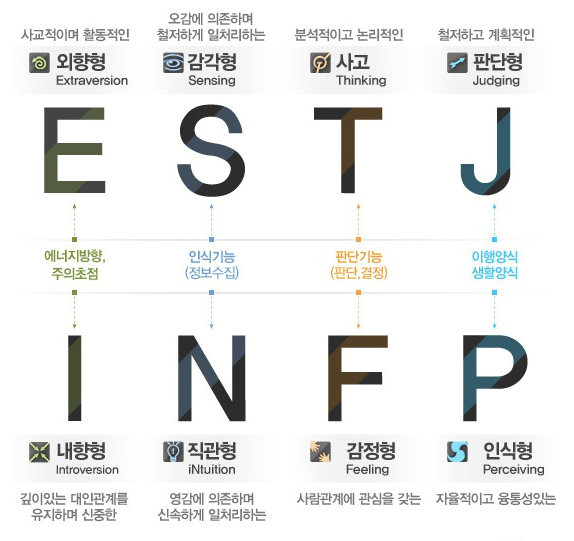 사교적이며 활동적인
오감에 의존하며
철저하게 일처리하는
분석적이고 논리적인
철저하고 계획적인
외향형
Extraversion
감각형
Sensing
사고
Thinking
판단형
Judging
E S T J
에너지방향,
주의초점
인식기능
(정보수집)
판단기능
(판단,결정)
이행양식
생활양식
I N F P
내향형
Introversion
직관형
iNtuition
감정형
Feeling
인식형
Perceiving
깊이있는 대인관계를
유지하며 신중한
영감에 의존하며
신속하게 일처리하는
사람관계에 관심을 갖는
자율적이고 융통성있는